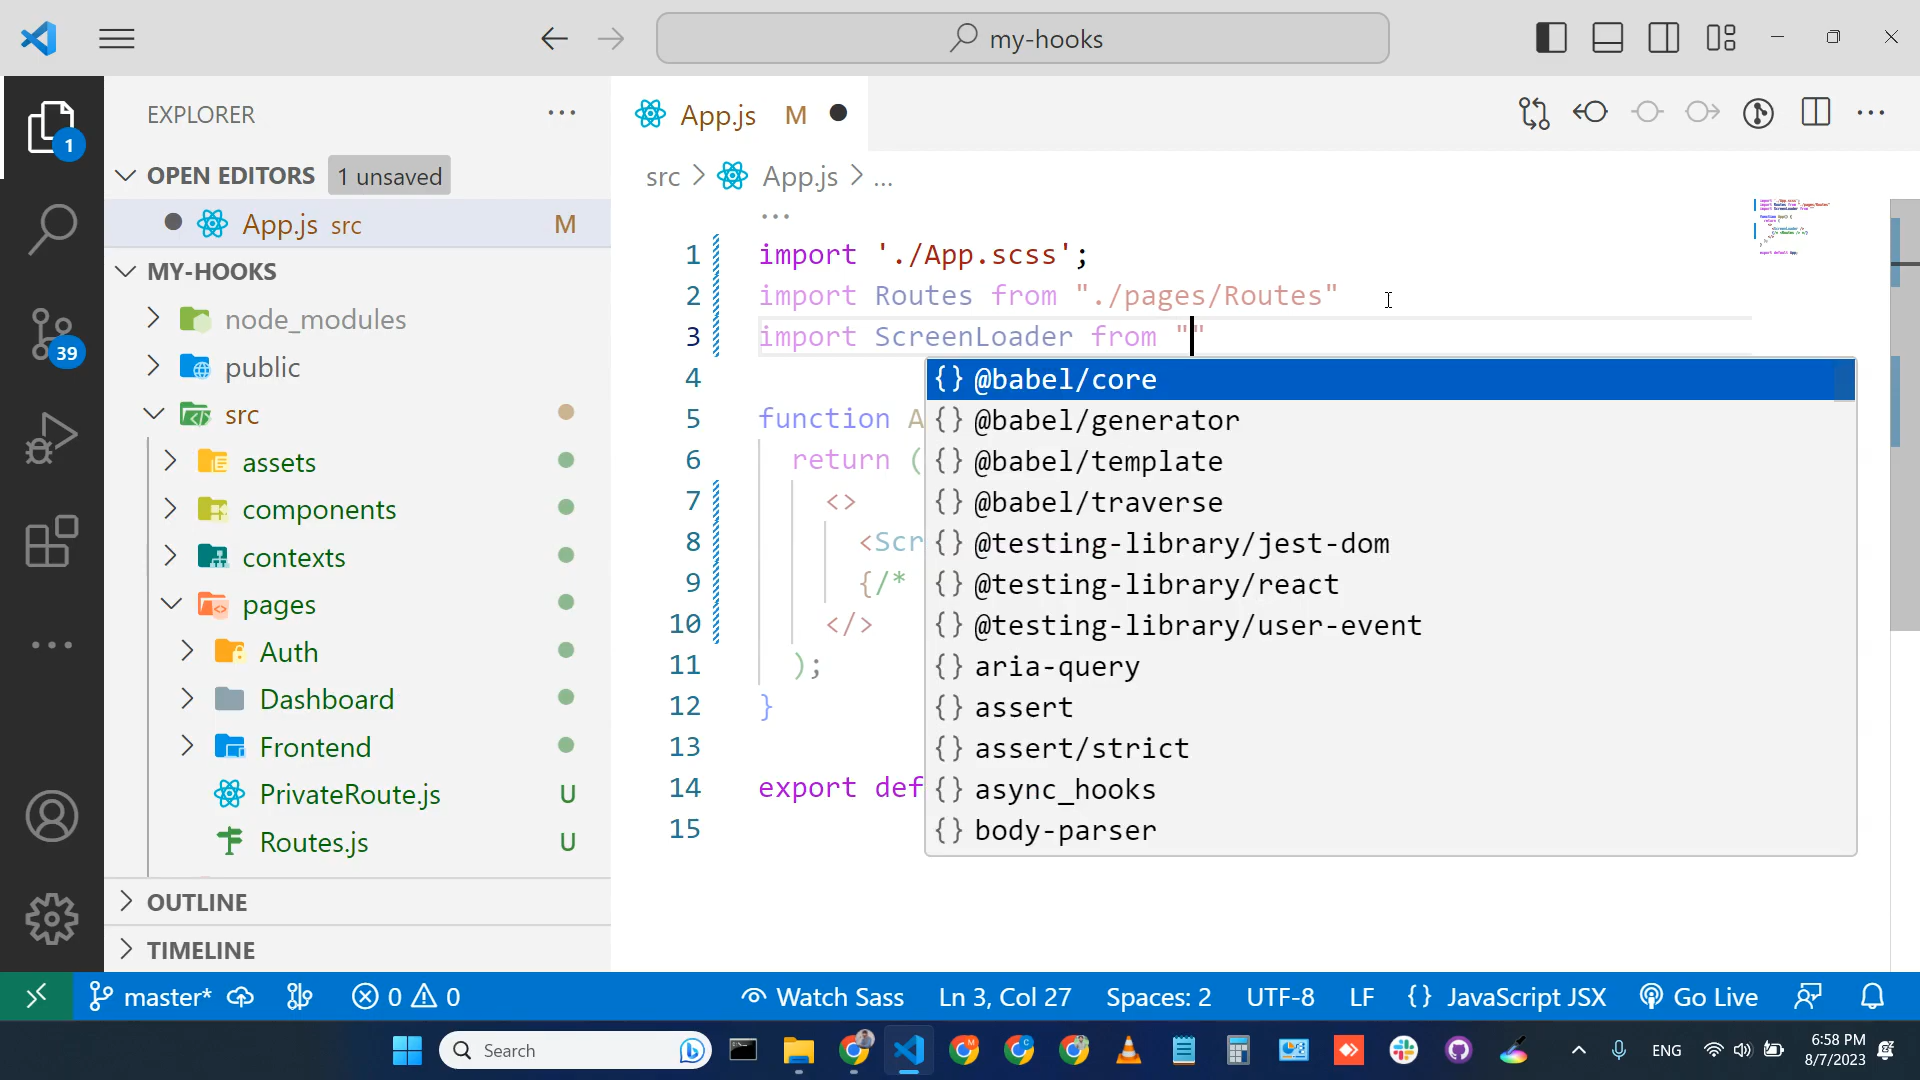 my-hooks
EXPLORER
OPEN EDITORS 1 unsaved
App.js src M
MY-HOOKS
node_modules
public
src
assets
components
contexts
pages
Auth
Dashboard
Frontend
PrivateRoute.js U
Routes.js U
OUTLINE
TIMELINE
1
39
App.js M
src > App.js > ...
1 import './App.scss';
2 import Routes from "./pages/Routes"
3 import ScreenLoader from ""
4
5 function A
6 return (
7 <>
8 <Scr
9 {/*
10 </>
11 );
12 }
13
14 export def
15
{} @babel/core
{} @babel/generator
{} @babel/template
{} @babel/traverse
{} @testing-library/jest-dom
{} @testing-library/react
{} @testing-library/user-event
{} aria-query
{} assert
{} assert/strict
{} async_hooks
{} body-parser
master* 0 0 Watch Sass Ln 3, Col 27 Spaces: 2 UTF-8 LF {} JavaScript JSX Go Live
Search
ENG
6:58 PM
8/7/2023